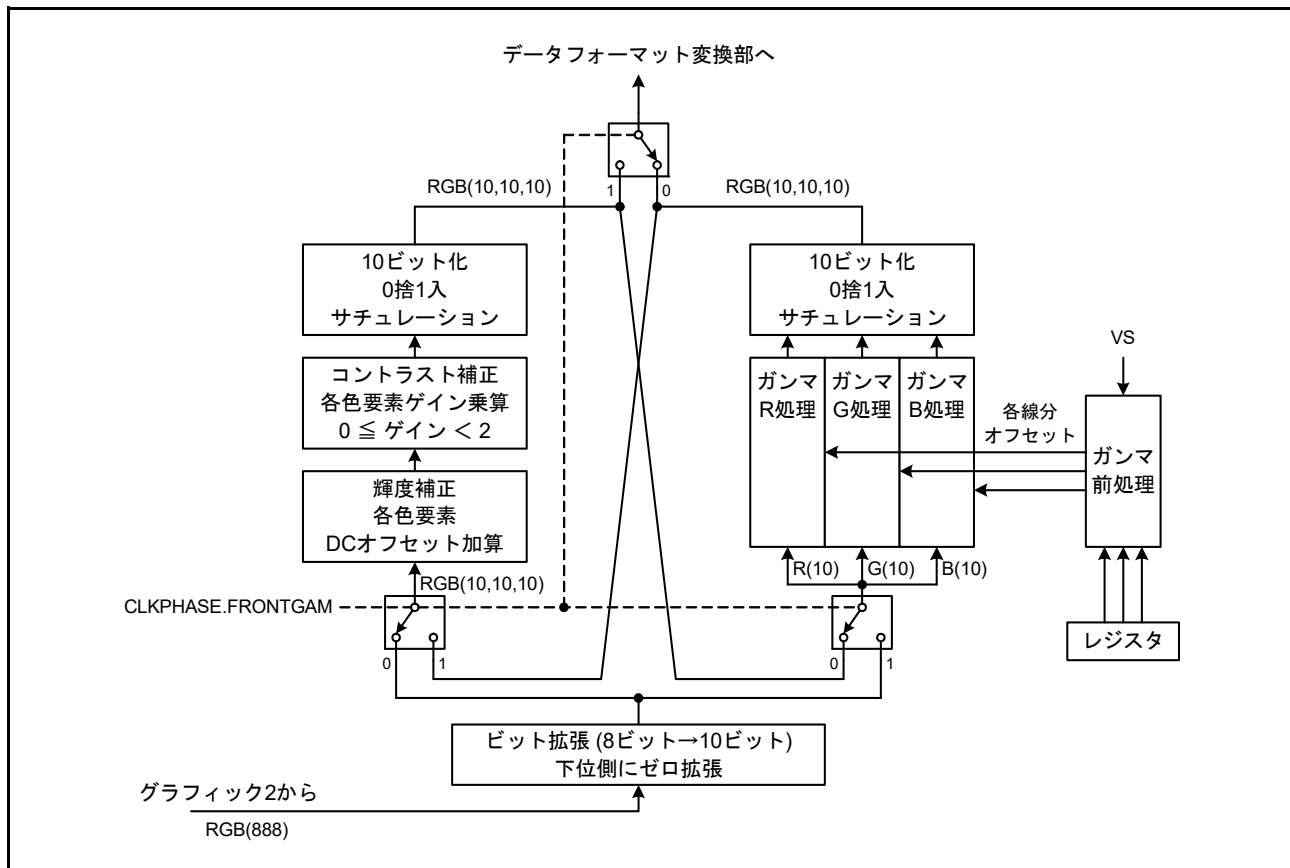 データフォーマット変換部へ
1
0
RGB(10,10,10)
RGB(10,10,10)
10ビット化
0捨1入
サチュレーション
10ビット化
0捨1入
サチュレーション
VS
コントラスト補正
各色要素ゲイン乗算
0 ≦ ゲイン < 2
ガンマ
R処理
ガンマ
G処理
ガンマ
B処理
各線分
オフセット
ガンマ
前処理
輝度補正
各色要素
DCオフセット加算
R(10)
G(10)
B(10)
RGB(10,10,10)
CLKPHASE.FRONTGAM
0
1
0
1
レジスタ
ビット拡張 (8ビット→10ビット)
下位側にゼロ拡張
グラフィック2から
RGB(888)